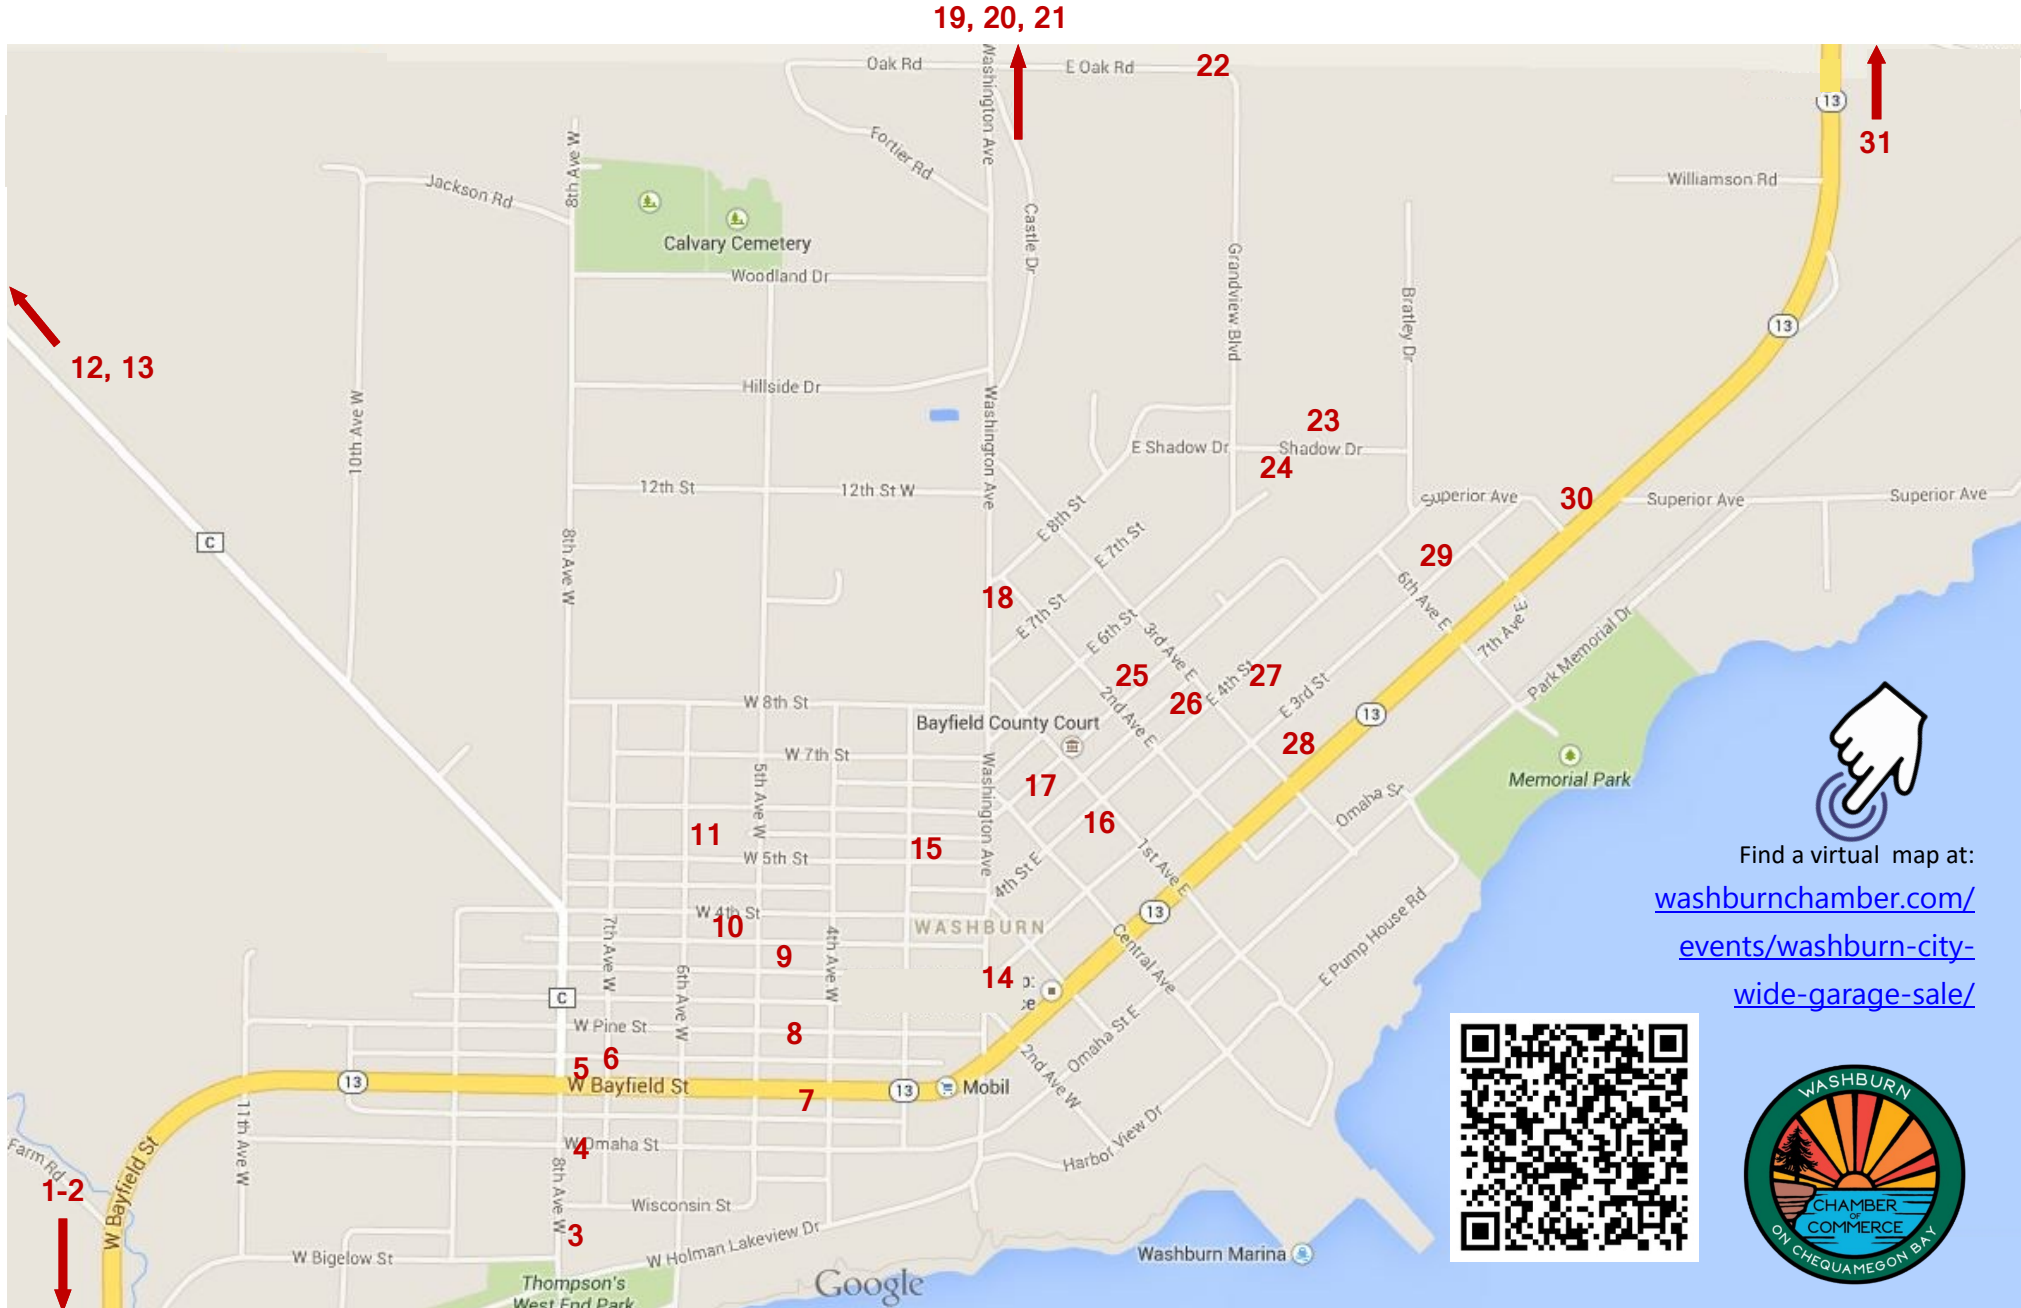 19, 20, 21
Oak Rd
E Oak Rd
22
Washington Ave
13
31
Fortier Rd
8th Ave W
Jackson Rd
Williamson Rd
Calvary Cemetery
Castle Dr
Woodland Dr
Grandview Blvd
Bratley Dr
13
12, 13
Hillside Dr
10th Ave W
Washington Ave
23
E Shadow Dr
Shadow Dr
24
12th St
12th St W
Superior Ave
30
Superior Ave
Superior Ave
E 8th St
E 7th St
C
8th Ave W
29
18
E 7th St
E 6th St
3rd Ave E
6th Ave E
7th Ave E
Park Memorial Dr
25
26
E 4th St
27
E 3rd St
2nd Ave E
W 8th St
Bayfield County Court
13
28
W 7th St
5th Ave W
Washington Ave
17
Memorial Park
Omaha St
16
11
15
W 5th St
4th St E
1st Ave E
Find a virtual map at:
washburnchamber.com/
events/washburn-city-
wide-garage-sale/
W 4th St
10
WASHBURN
13
7th Ave W
4th Ave W
9
Central Ave
E Pump House Rd
6th Ave W
14
C
W Pine St
8
Omaha St E
2nd Ave W
5
6
13
W Bayfield St
7
13
Mobil
11th Ave W
W Omaha St
4
Harbor View Dr
Farm Rd
1-2
W Bayfield St
8th Ave W
Wisconsin St
3
W Holman Lakeview Dr
W Bigelow St
Washburn Marina
Thompson's
West End Park
Google
WASHBURN
CHAMBER
OF
COMMERCE
ON CHEQUAMEGON BAY